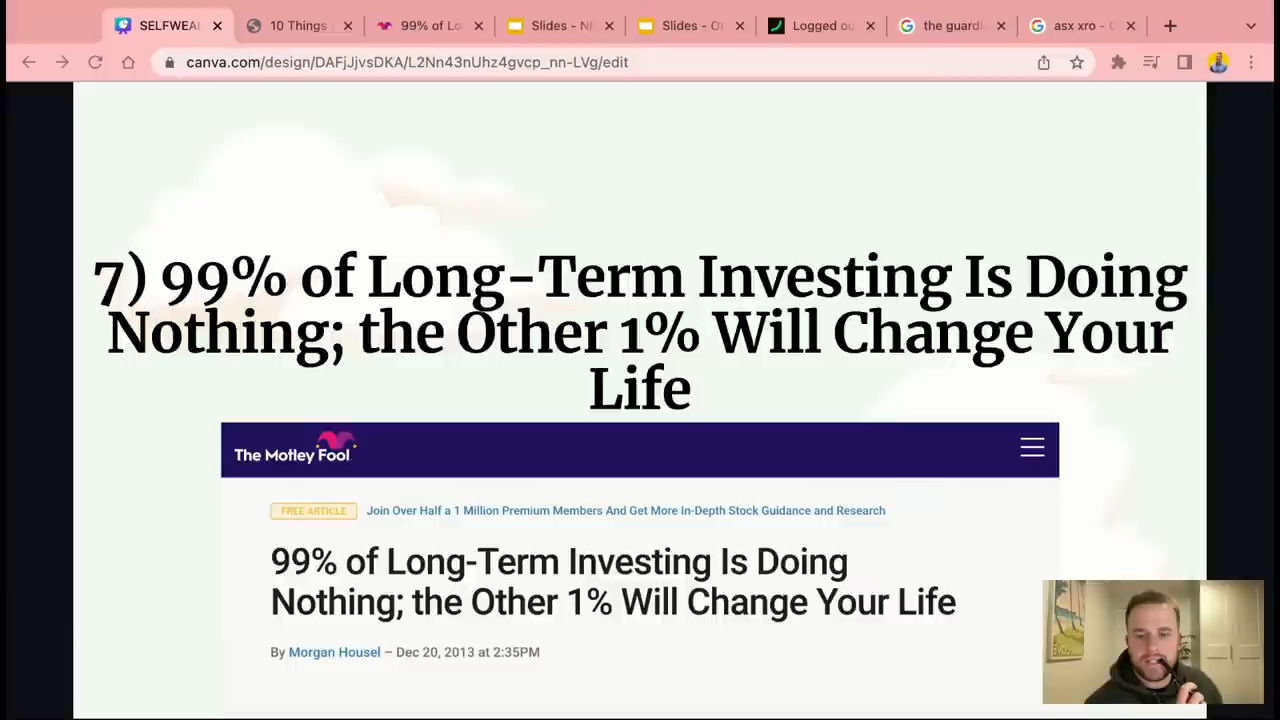 SELFWEAL
10 Things
99% of Lo
Slides - N
Slides - O
Logged ou
the guard
asx xro - G
canva.com/design/DAFjJjvsDKA/L2Nn43nUhz4gvcp_nn-LVg/edit
7) 99% of Long-Term Investing Is Doing
Nothing; the Other 1% Will Change Your
Life
The Motley Fool
FREE ARTICLE Join Over Half a 1 Million Premium Members And Get More In-Depth Stock Guidance and Research
99% of Long-Term Investing Is Doing
Nothing; the Other 1% Will Change Your Life
By Morgan Housel – Dec 20, 2013 at 2:35PM